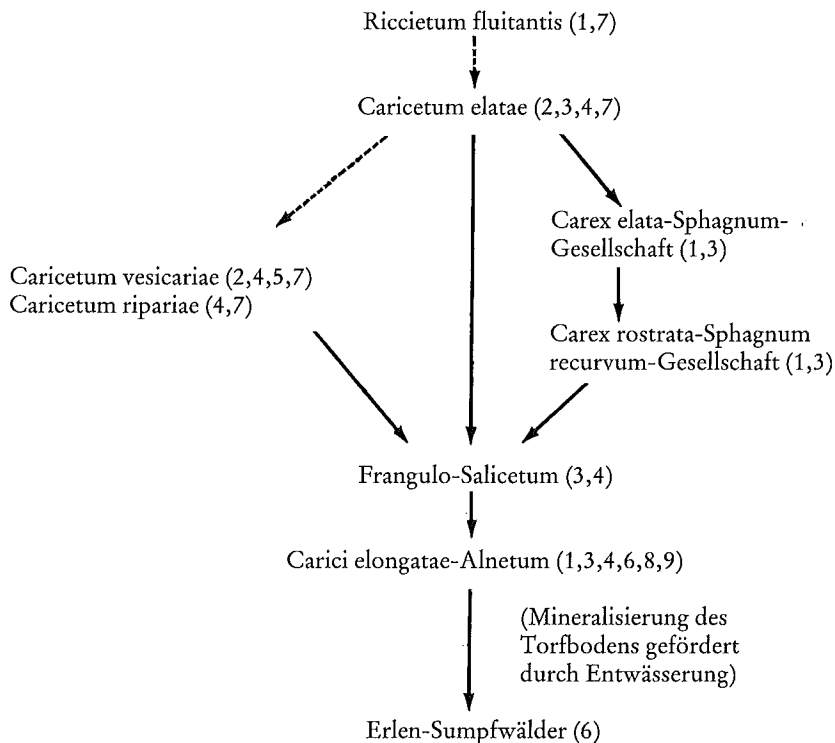 Riccietum fluitantis (1,7)
Caricetum elatae (2,3,4,7)
Carex elata-Sphagnum-
Gesellschaft (1,3)
Caricetum vesicariae (2,4,5,7)
Caricetum ripariae (4,7)
Carex rostrata-Sphagnum
recurvum-Gesellschaft (1,3)
Frangulo-Salicetum (3,4)
Carici elongatae-Alnetum (1,3,4,6,8,9)
(Mineralisierung des
Torfbodens gefördert
durch Entwässerung)
Erlen-Sumpfwälder (6)